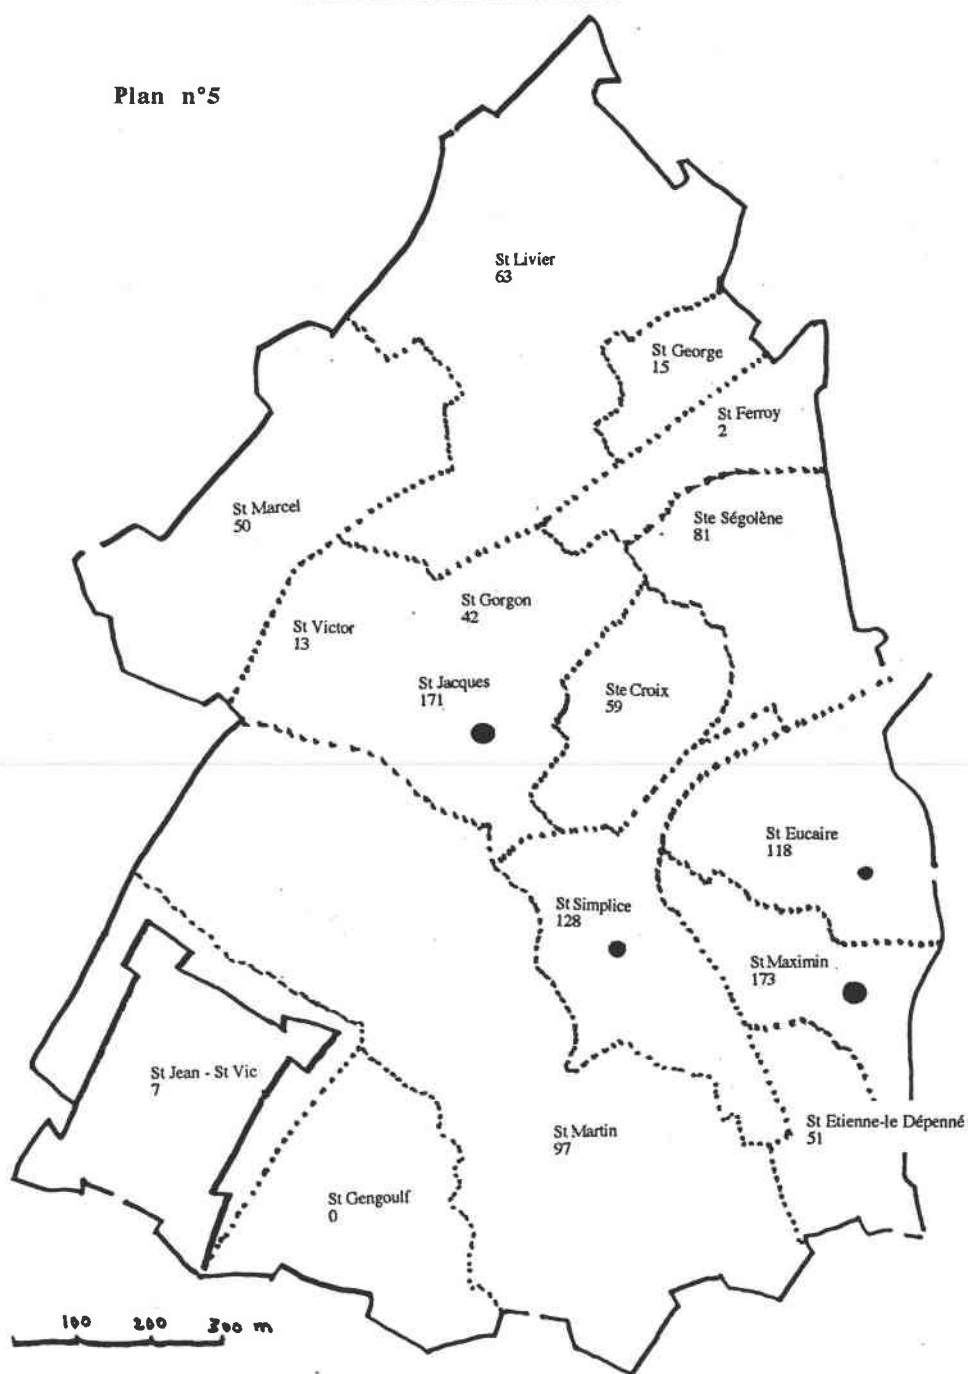 Plan n°5
St Livier
63
St George
15
St Ferroy
2
St Marcel
50
Ste Ségolène
81
St Gorgon
42
St Victor
13
St Jacques
171
Ste Croix
59
St Eucaire
118
St Simplice
128
St Maximin
173
St Jean - St Vic
7
St Etienne-le Dépenné
51
St Martin
97
St Gengoulf
0
100 200 300 m